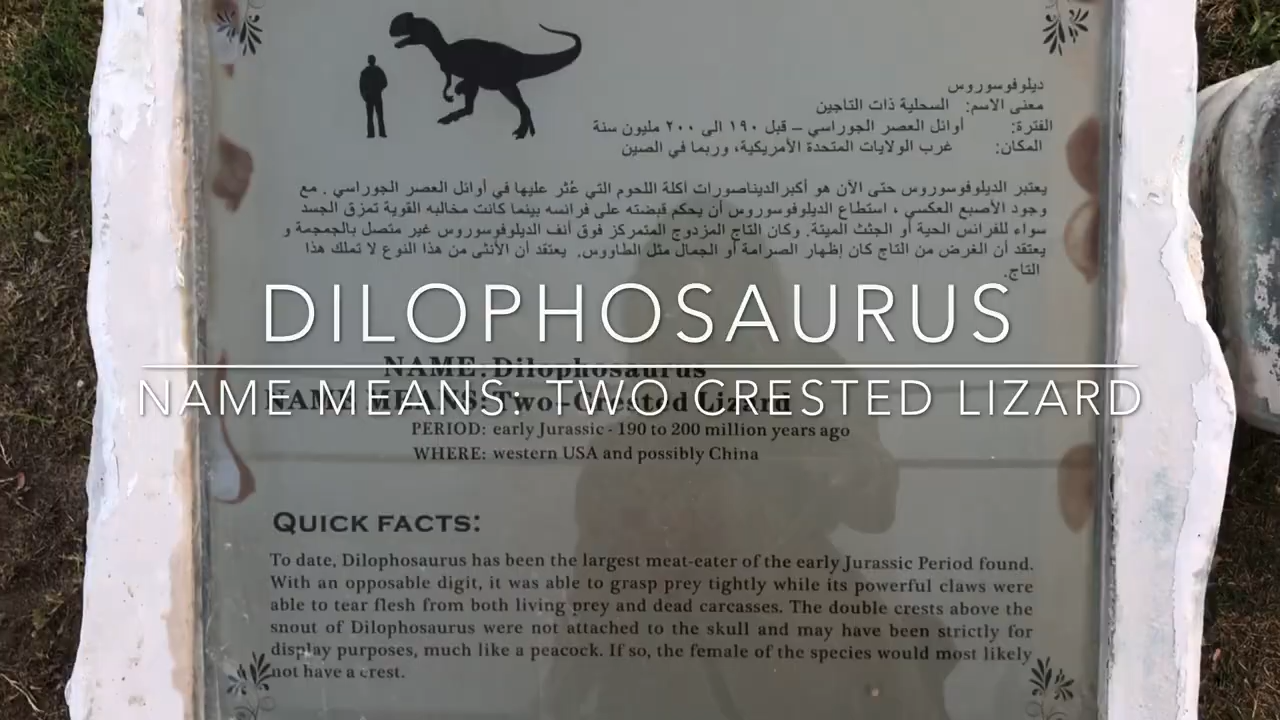 ديلوفوسوروس
معنى الاسم: السحلية ذات التاجين
الفترة: أوائل العصر الجوراسي – قبل ١٩٠ الى ٢٠٠ مليون سنة
المكان: غرب الولايات المتحدة الأمريكية، وربما في الصين
يعتبر الديلوفوسوروس حتى الآن هو أكبرالديناصورات آكلة اللحوم التي عُثر عليها في أوائل العصر الجوراسي . مع
وجود الأصبع العكسي ، استطاع الديلوفوسوروس أن يحكم قبضته على فرائسه بينما كانت مخالبه القوية تمزق الجسد
سواء للفرائس الحية أو الجثث الميتة. وكان التاج المزدوج المتمركز فوق أنف الديلوفوسوروس غير متصل بالجمجمة و
يعتقد أن الغرض من التاج كان إظهار الصرامة أو الجمال مثل الطاووس. يعتقد أن الأنثى من هذا النوع لا تملك هذا
التاج.
DILOPHOSAURUS
NAME: Dilophosaurus
NAME MEANS: TWO CRESTED LIZARD
NAME MEANS: Two-Crested Lizard
PERIOD: early Jurassic - 190 to 200 million years ago
WHERE: western USA and possibly China
QUICK FACTS:
To date, Dilophosaurus has been the largest meat-eater of the early Jurassic Period found.
With an opposable digit, it was able to grasp prey tightly while its powerful claws were
able to tear flesh from both living prey and dead carcasses. The double crests above the
snout of Dilophosaurus were not attached to the skull and may have been strictly for
display purposes, much like a peacock. If so, the female of the species would most likely
not have a crest.